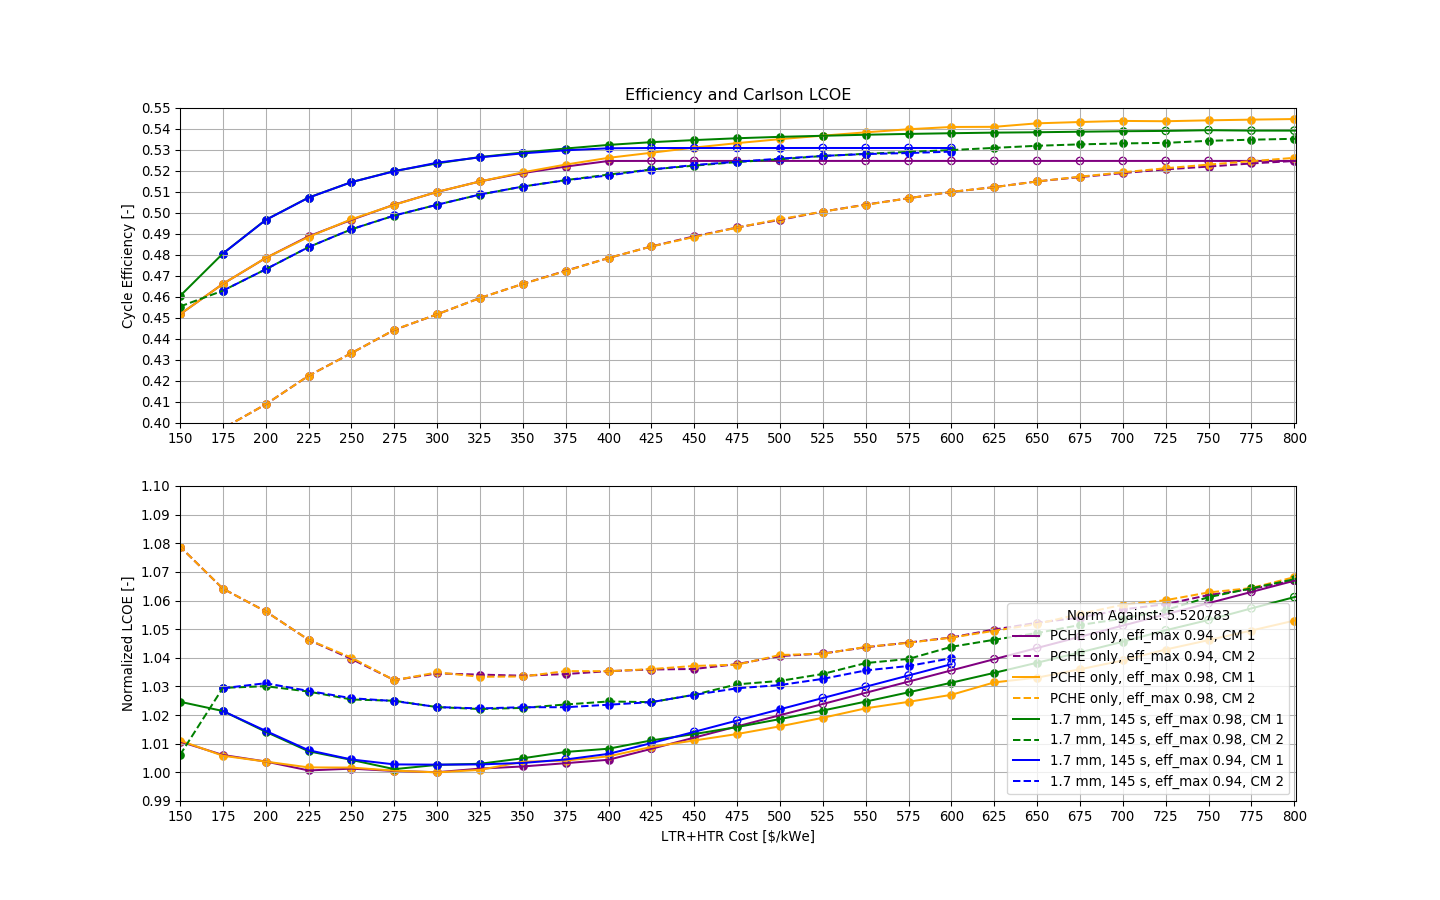 Efficiency and Carlson LCOE
0.55
0.54
0.53
0.52
0.51
0.50
0.49
0.48
0.47
0.46
0.45
0.44
0.43
0.42
0.41
0.40
Cycle Efficiency [-]
150 175 200 225 250 275 300 325 350 375 400 425 450 475 500 525 550 575 600 625 650 675 700 725 750 775 800
1.10
1.09
1.08
1.07
1.06
1.05
1.04
1.03
1.02
1.01
1.00
0.99
Normalized LCOE [-]
Norm Against: 5.520783
PCHE only, eff_max 0.94, CM 1
PCHE only, eff_max 0.94, CM 2
PCHE only, eff_max 0.98, CM 1
PCHE only, eff_max 0.98, CM 2
1.7 mm, 145 s, eff_max 0.98, CM 1
1.7 mm, 145 s, eff_max 0.98, CM 2
1.7 mm, 145 s, eff_max 0.94, CM 1
1.7 mm, 145 s, eff_max 0.94, CM 2
150 175 200 225 250 275 300 325 350 375 400 425 450 475 500 525 550 575 600 625 650 675 700 725 750 775 800
LTR+HTR Cost [$/kWe]